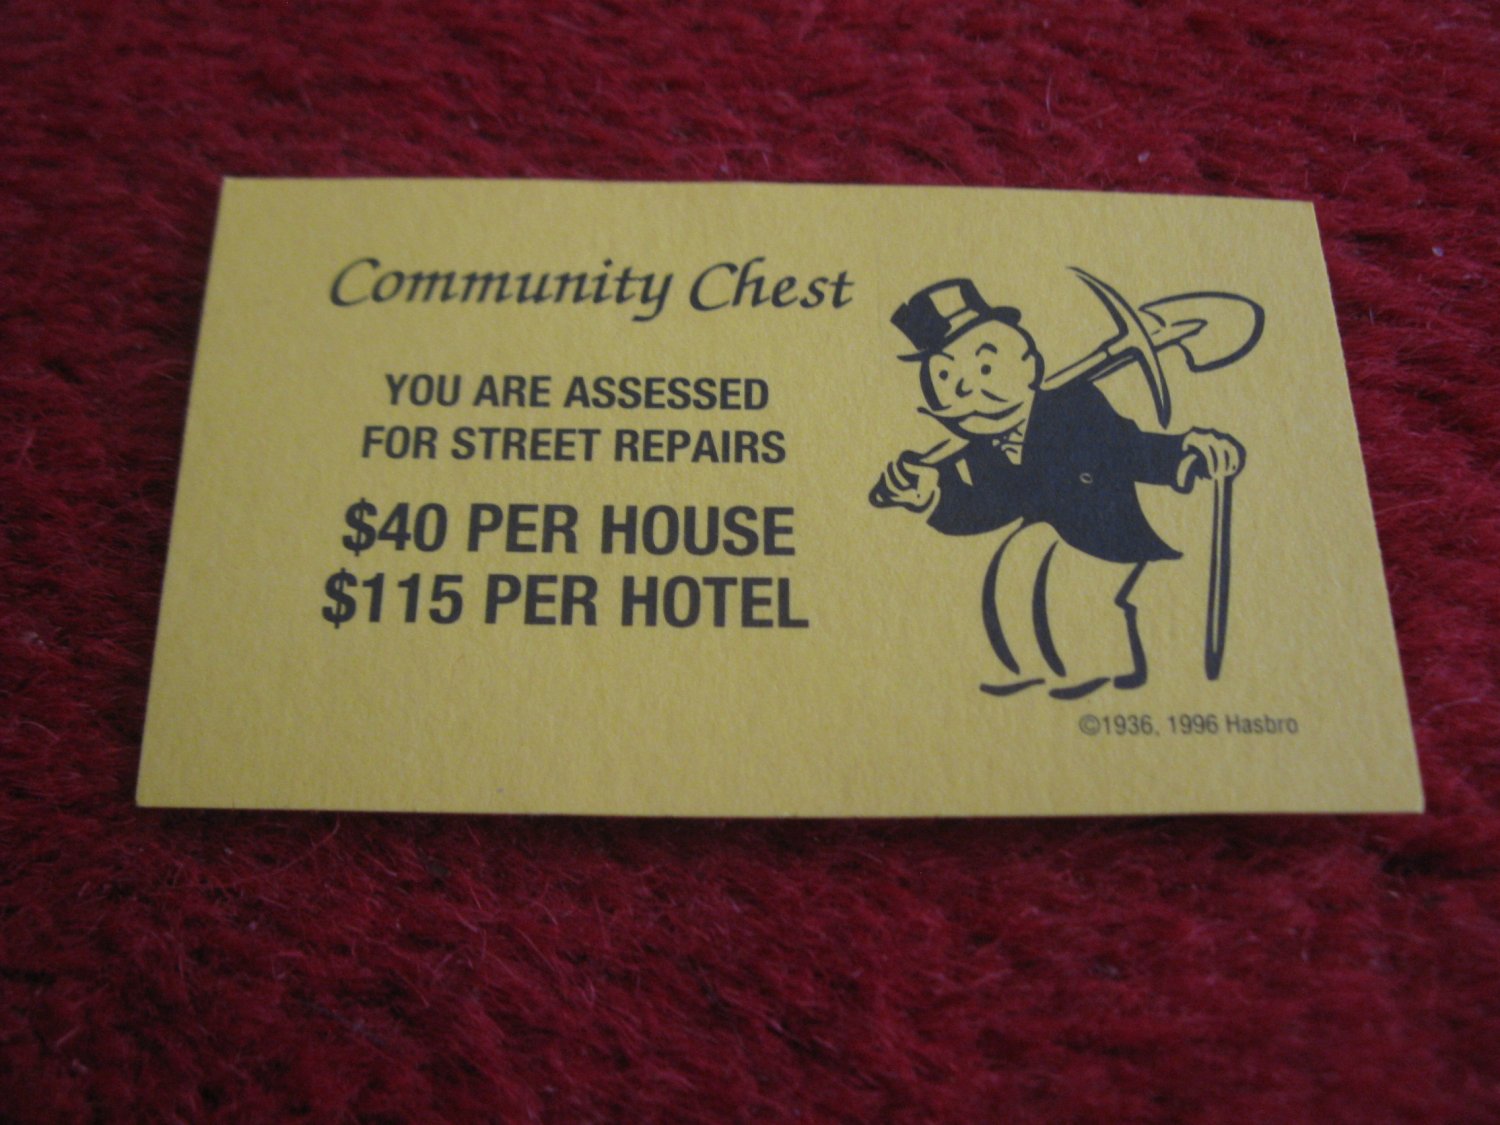 Community Chest
YOU ARE ASSESSED
FOR STREET REPAIRS
$40 PER HOUSE
$115 PER HOTEL
©1936, 1996 Hasbro